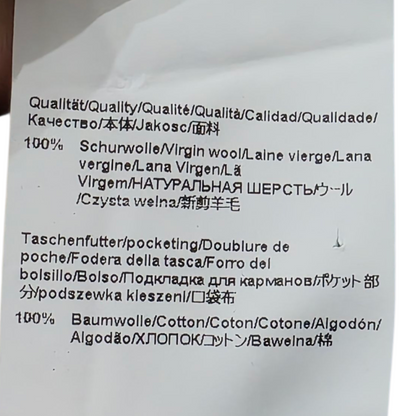 Qualität/Quality/Qualité/Qualità/Calidad/Qualidade/
Качество/本体/Jakosc/面料
100% Schurwolle/Virgin wool/Laine vierge/Lana
vergine/Lana Virgen/Lã
Virgem/НАТУРАЛЬНАЯ ШЕРСТЬ/ウール
/Czysta welna/新剪羊毛
Taschenfutter/pocketing/Doublure de
poche/Fodera della tasca/Forro del
bolsillo/Bolso/Подкладка для карманов/ポケット部
分/podszewka kieszeni/口袋布
100% Baumwolle/Cotton/Coton/Cotone/Algodón/
Algodão/ХЛОПОК/コットン/Bawelna/棉